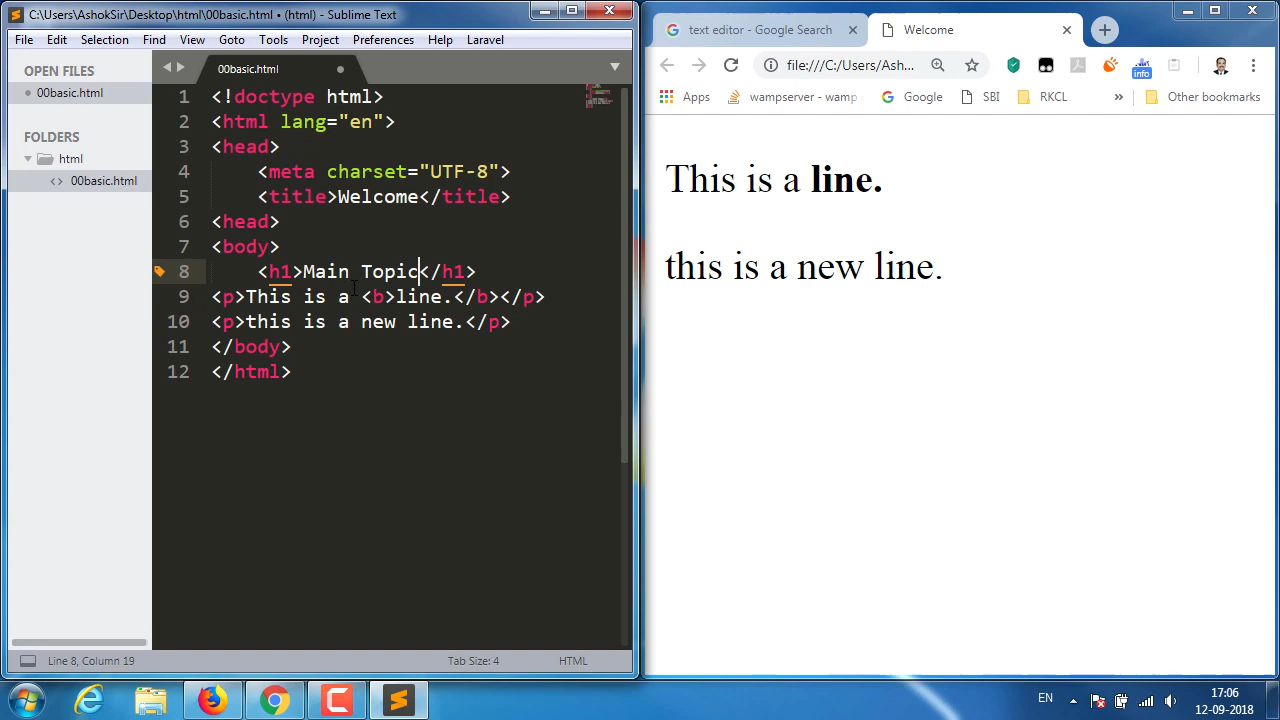 C:\Users\AshokSir\Desktop\html\00basic.html • (html) - Sublime Text
File Edit Selection Find View Goto Tools Project Preferences Help Laravel
OPEN FILES
00basic.html
FOLDERS
html
00basic.html
00basic.html
1 <!doctype html>
2 <html lang="en">
3 <head>
4 <meta charset="UTF-8">
5 <title>Welcome</title>
6 <head>
7 <body>
8 <h1>Main Topic</h1>
9 <p>This is a <b>line.</b></p>
10 <p>this is a new line.</p>
11 </body>
12 </html>
Line 8, Column 19 Tab Size: 4 HTML
text editor - Google Search Welcome
file:///C:/Users/Ash... info
Apps wampserver - wamp Google SBI RKCL » Other bookmarks
This is a line.
this is a new line.
EN 17:06
12-09-2018